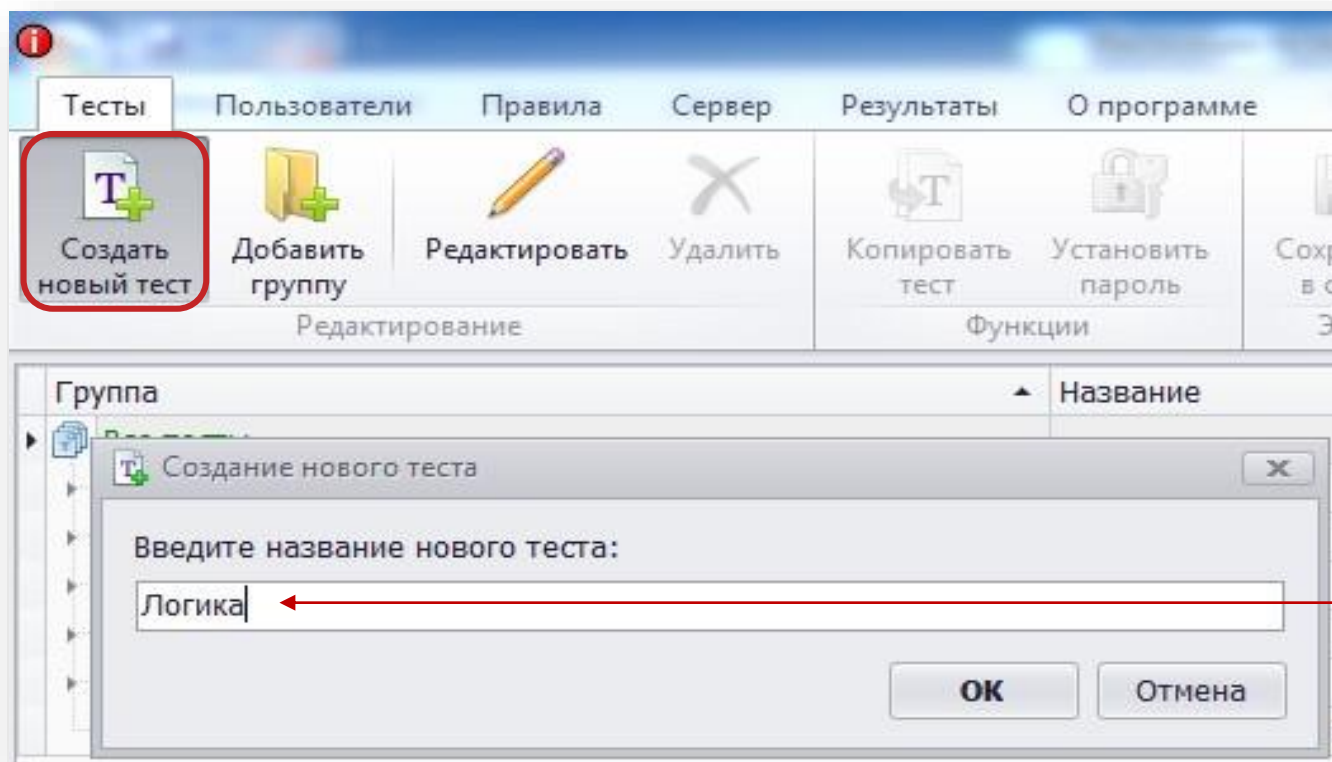 Тесты Пользователи Правила Сервер Результаты О программе
Создать новый тест
Добавить группу
Редактировать
Удалить
Копировать тест
Установить пароль
Редактирование
Функции
Группа Название
Создание нового теста
Введите название нового теста:
Логика
ОК Отмена